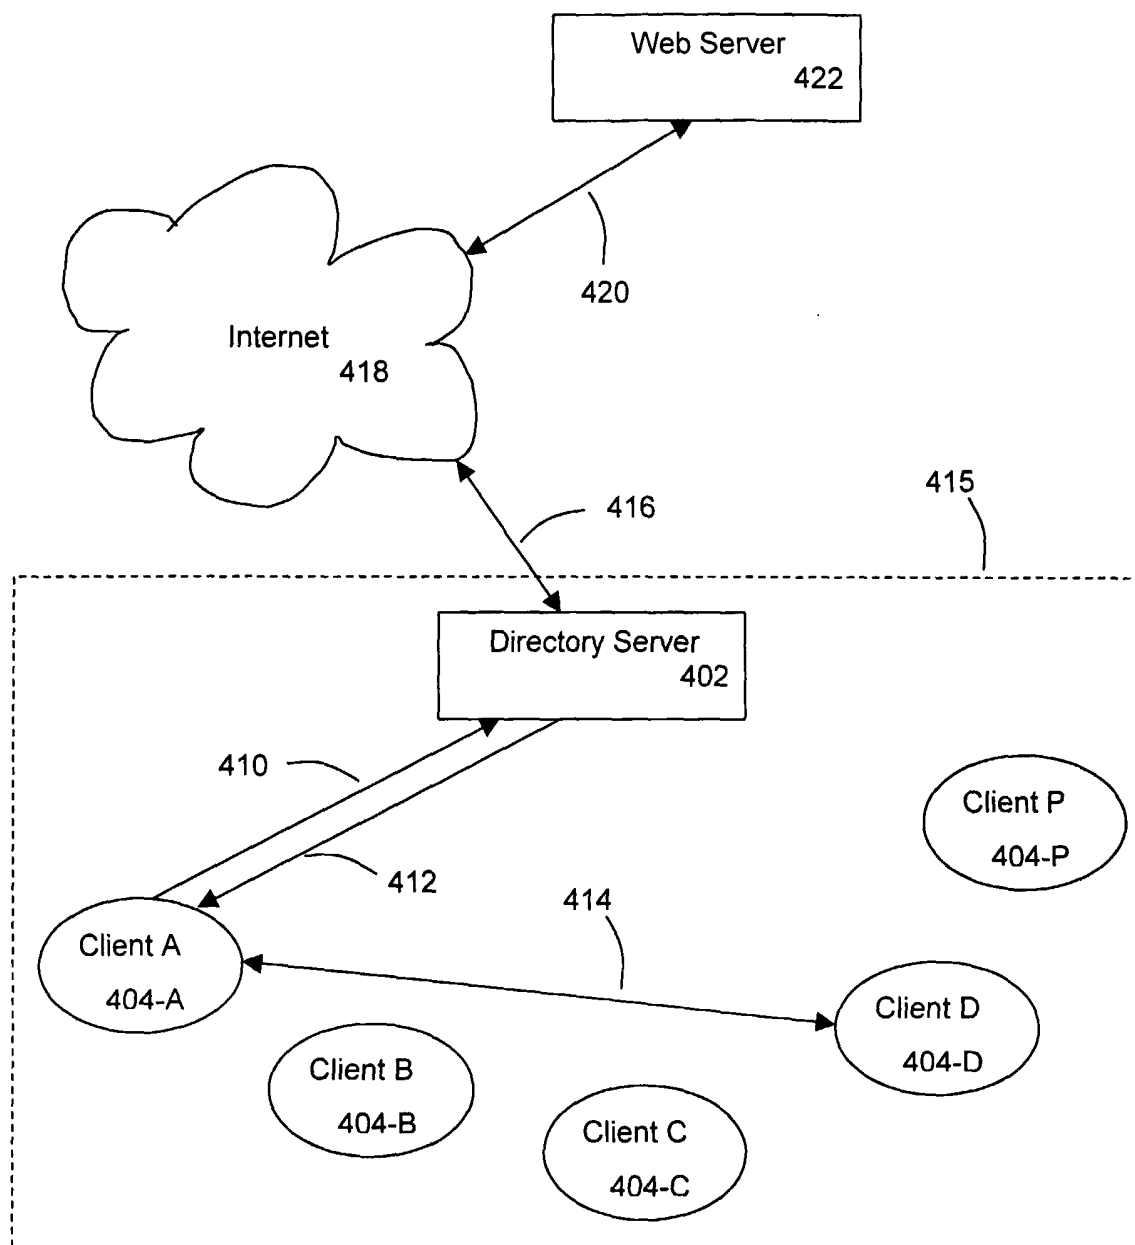 Web Server
422
420
Internet
418
416
415
Directory Server
402
410
412
414
Client P
404-P
Client A
404-A
Client D
404-D
Client B
404-B
Client C
404-C